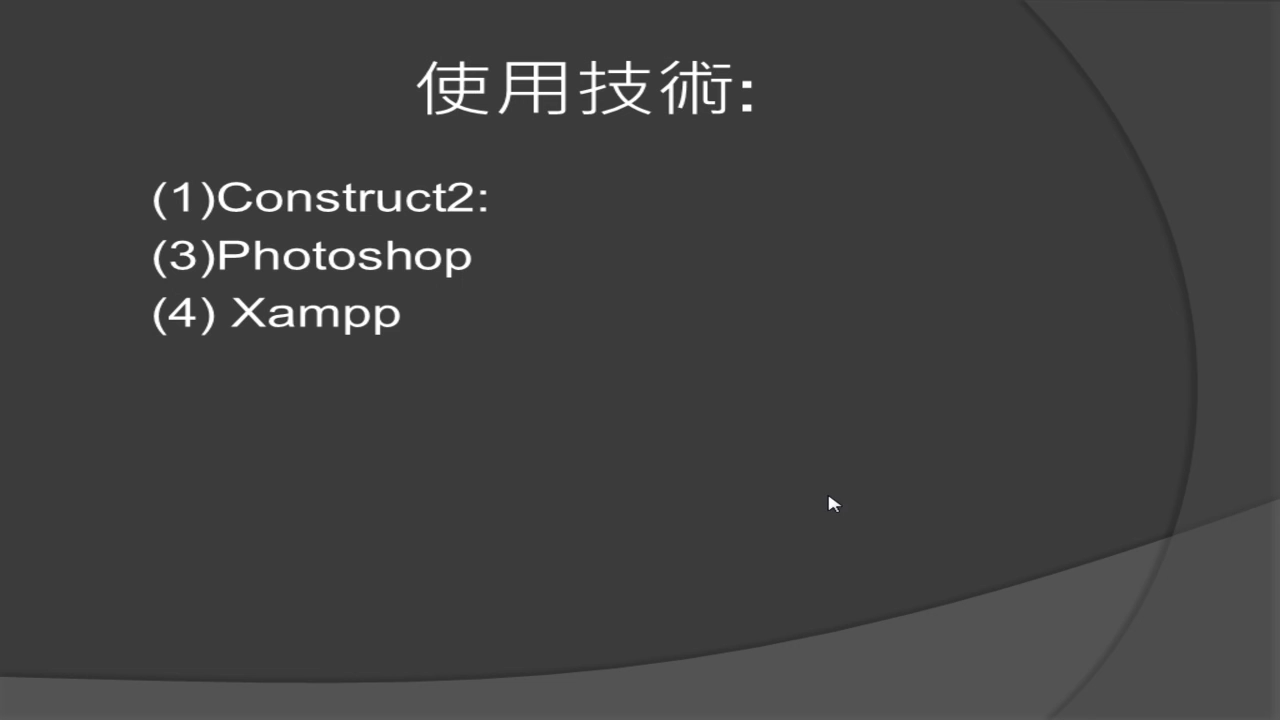 使用技術:
(1)Construct2:
(3)Photoshop
(4) Xampp